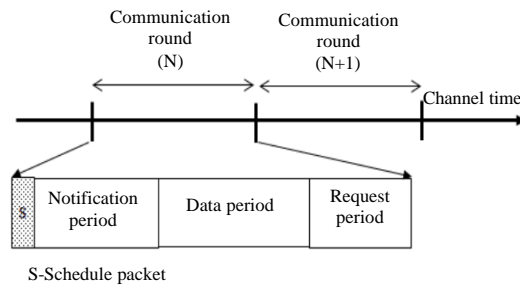 Communication
round
(N)
Communication
round
(N+1)
Channel time
S
Notification
period
Data period
Request
period
S-Schedule packet